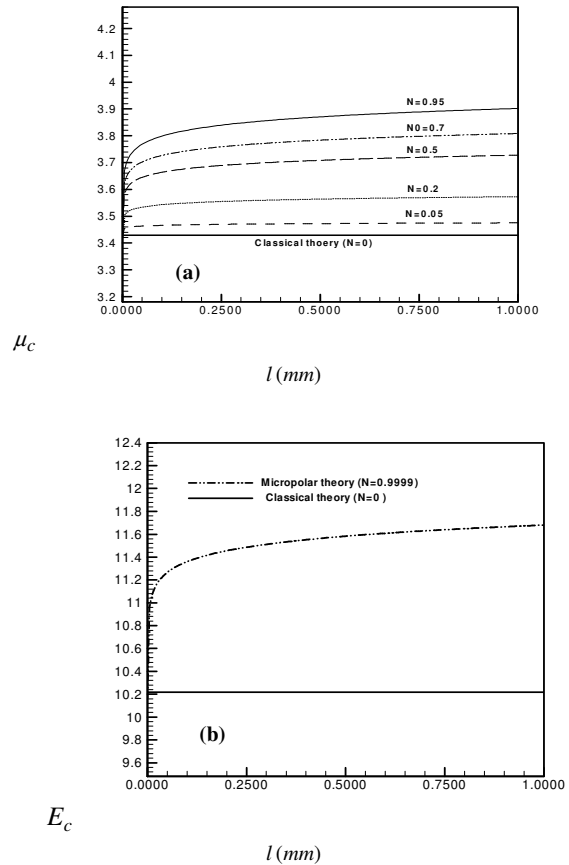 4.2
4
3.9
N=0.95
3.8
N0=0.7
3.7
N=0.5
3.6
N=0.2
3.5
N=0.05
3.4
Classical thoery (N=0)
3.2
(a)
0.0000 0.2500 0.5000 0.7500 1.0000
μc
l (mm)
12.4
12.2
12
11.8
Micropolar theory (N=0.9999)
Classical theory (N=0 )
11.6
11.4
11.2
11
10.8
10.6
10.4
10.2
10
9.8
9.6
(b)
0.0000 0.2500 0.5000 0.7500 1.0000
Ec
l (mm)